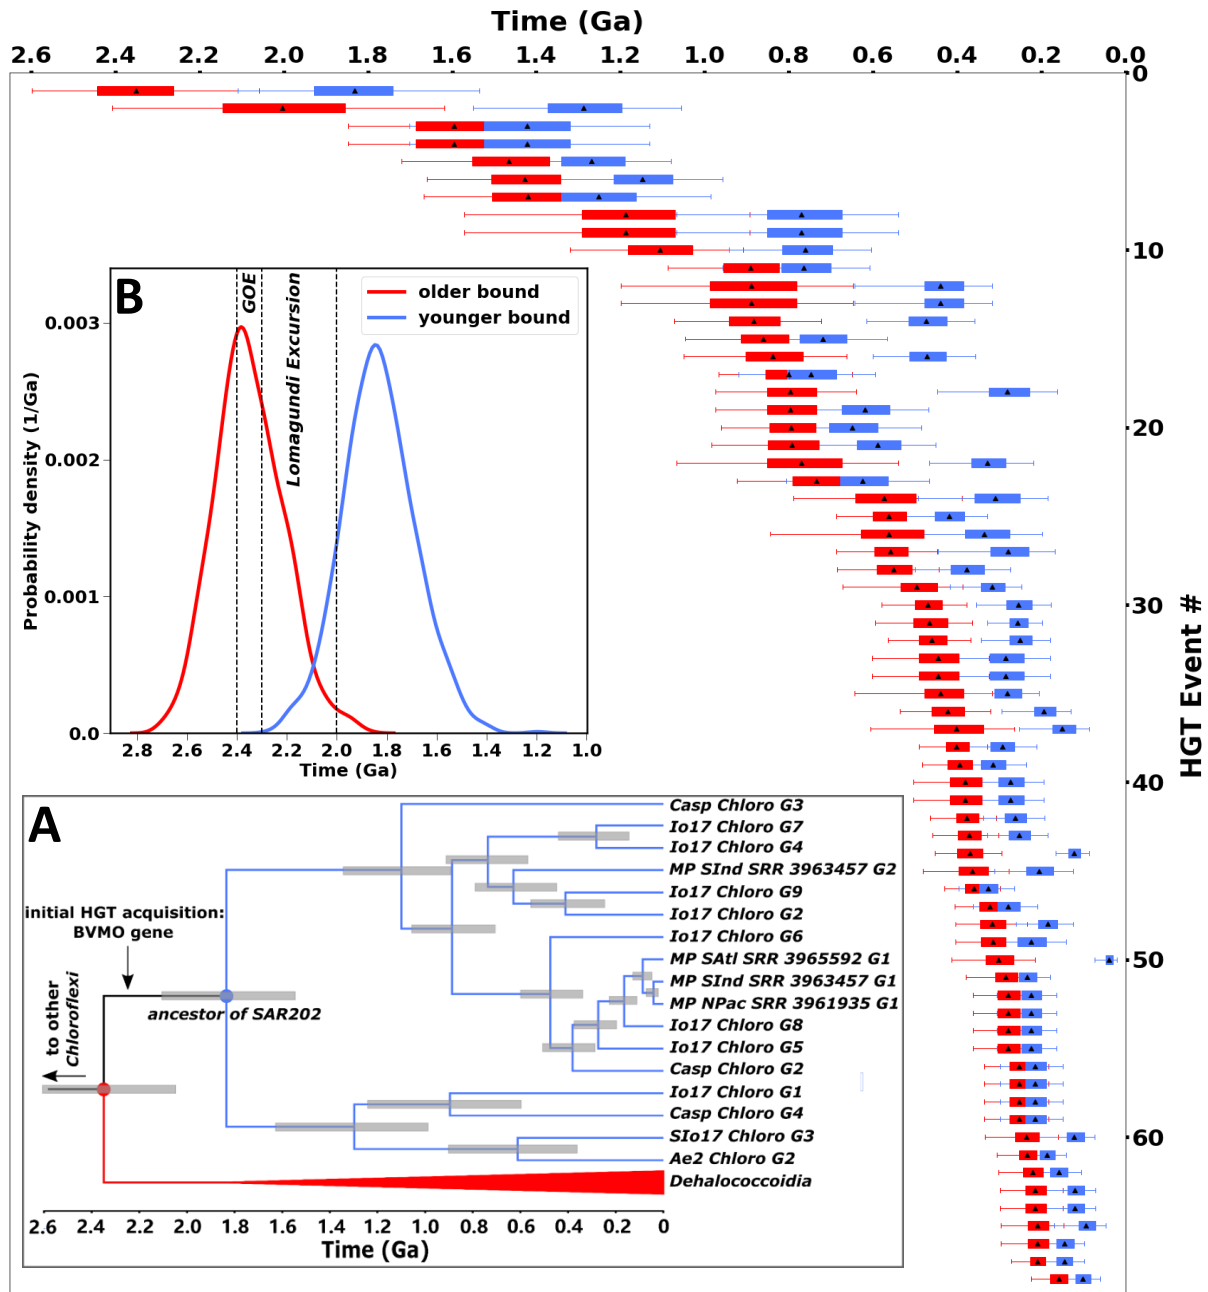 Time (Ga)
2.6 2.4 2.2 2.0 1.8 1.6 1.4 1.2 1.0 0.8 0.6 0.4 0.2 0.0
0
10
20
30
40
50
60
HGT Event #
B
GOE
Lomagundi Excursion
older bound
younger bound
0.003
0.002
0.001
0.0
Probability density (1/Ga)
2.8 2.6 2.4 2.2 2.0 1.8 1.6 1.4 1.2 1.0
Time (Ga)
A
Casp Chloro G3
Io17 Chloro G7
Io17 Chloro G4
MP SInd SRR 3963457 G2
Io17 Chloro G9
Io17 Chloro G2
Io17 Chloro G6
MP SAtl SRR 3965592 G1
MP SInd SRR 3963457 G1
MP NPac SRR 3961935 G1
Io17 Chloro G8
Io17 Chloro G5
Casp Chloro G2
Io17 Chloro G1
Casp Chloro G4
SIo17 Chloro G3
Ae2 Chloro G2
Dehalococcoidia
initial HGT acquisition:
BVMO gene
ancestor of SAR202
to other
Chloroflexi
2.6 2.4 2.2 2.0 1.8 1.6 1.4 1.2 1.0 0.8 0.6 0.4 0.2 0
Time (Ga)